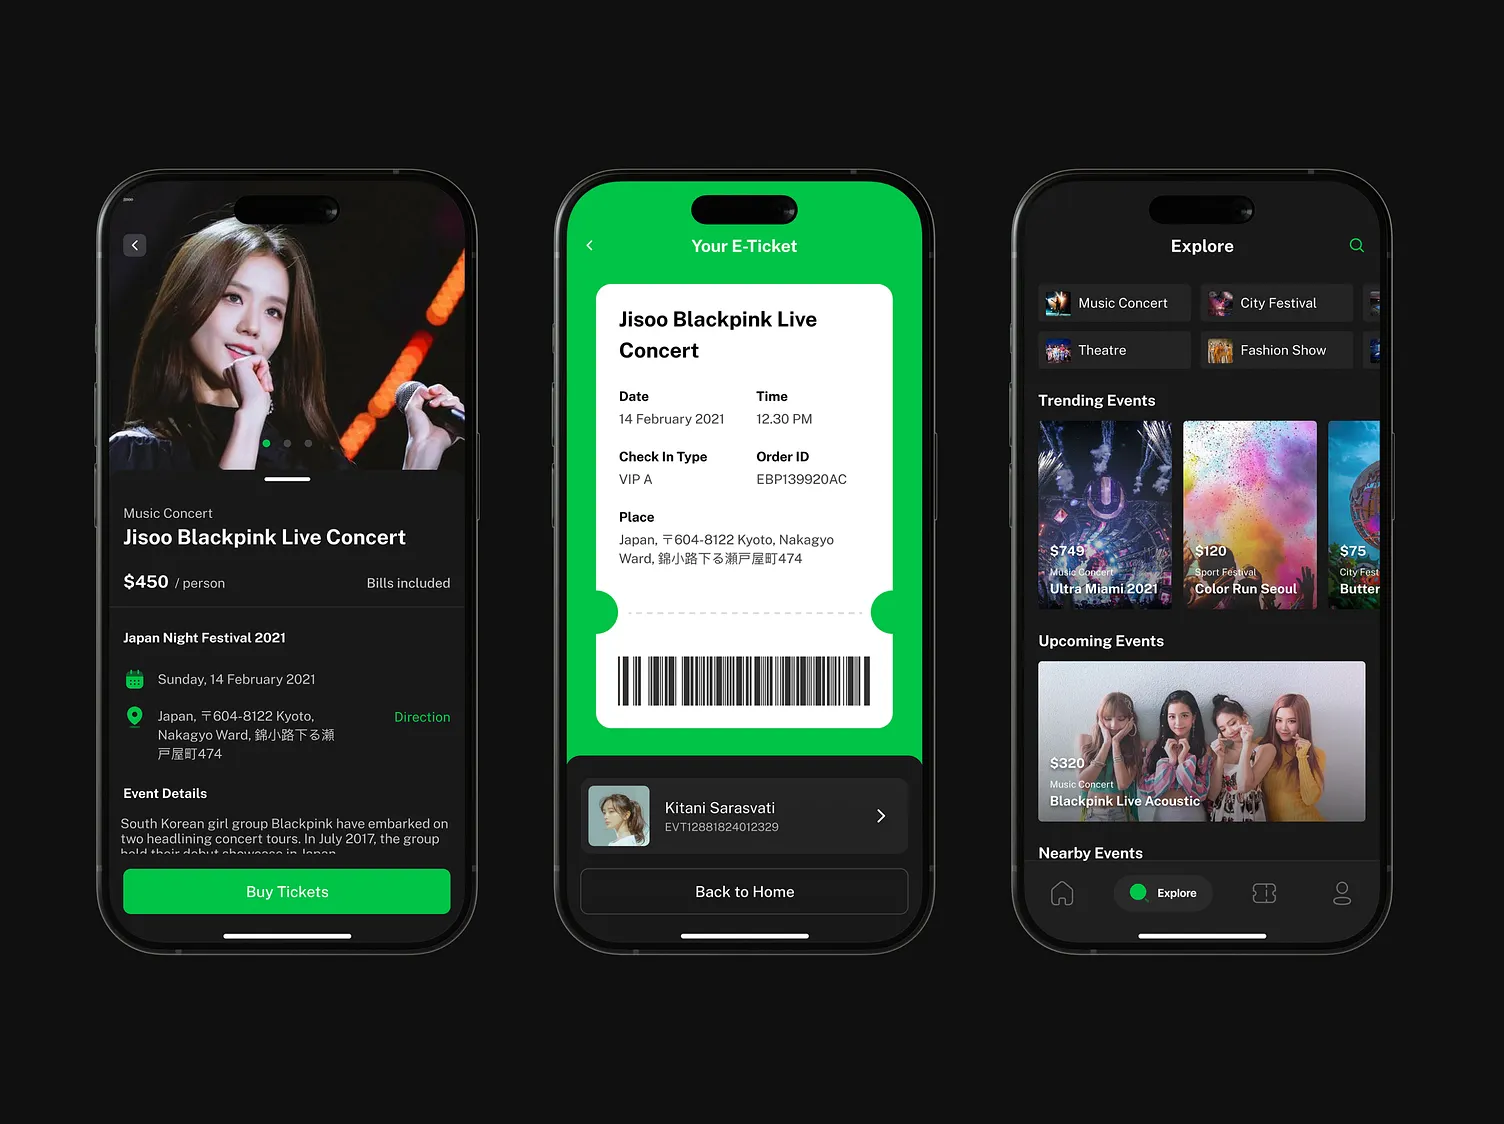 Jisoo
Music Concert
Jisoo Blackpink Live Concert
$450 / person
Bills included
Japan Night Festival 2021
Sunday, 14 February 2021
Japan, 〒604-8122 Kyoto,
Nakagyo Ward, 錦小路下る瀬
戸屋町474
Direction
Event Details
South Korean girl group Blackpink have embarked on
two headlining concert tours. In July 2017, the group
held their debut showcase in Japan
Buy Tickets
Your E-Ticket
Jisoo Blackpink Live
Concert
Date
Time
14 February 2021
12.30 PM
Check In Type
Order ID
VIP A
EBP139920AC
Place
Japan, 〒604-8122 Kyoto, Nakagyo
Ward, 錦小路下る瀬戸屋町474
Kitani Sarasvati
EVT12881824012329
Back to Home
Explore
Music Concert
City Festival
Theatre
Fashion Show
Trending Events
$749
Music Concert
Ultra Miami 2021
$120
Sport Festival
Color Run Seoul
$75
City Fest
Butter
Upcoming Events
$320
Music Concert
Blackpink Live Acoustic
Nearby Events
Explore